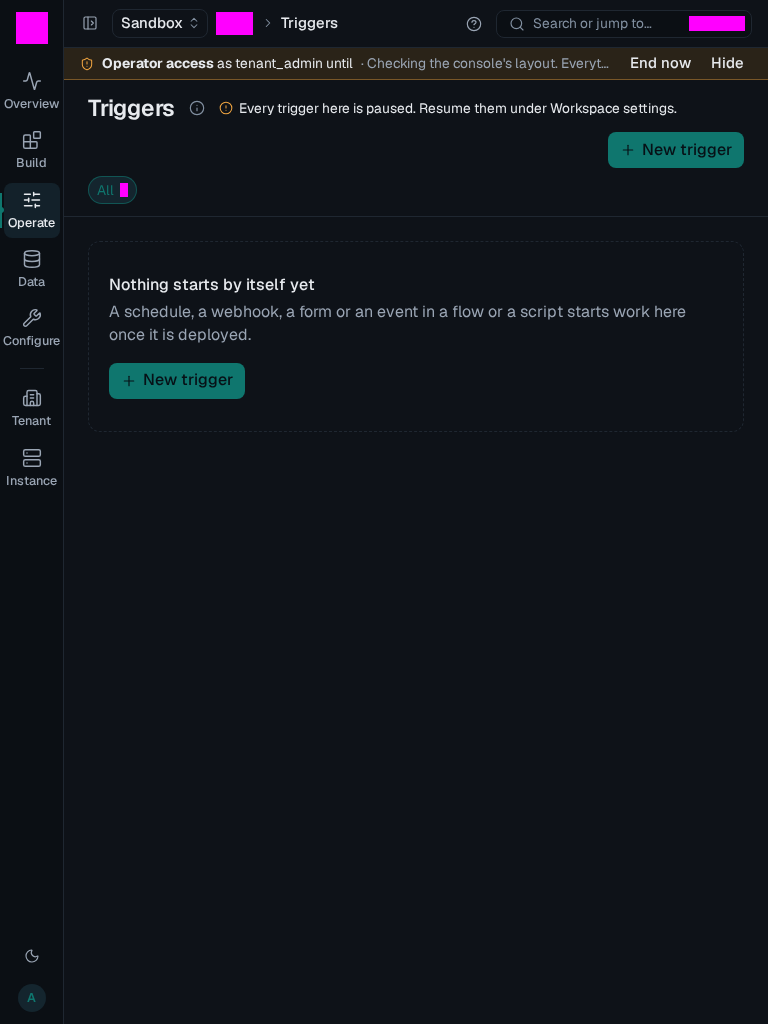 Sandbox
Triggers
Search or jump to...
Operator access as tenant_admin until · Checking the console's layout. Everyt...
End now
Hide
Overview
Build
Operate
Data
Configure
Tenant
Instance
A
Triggers
Every trigger here is paused. Resume them under Workspace settings.
New trigger
All
Nothing starts by itself yet
A schedule, a webhook, a form or an event in a flow or a script starts work here
once it is deployed.
New trigger